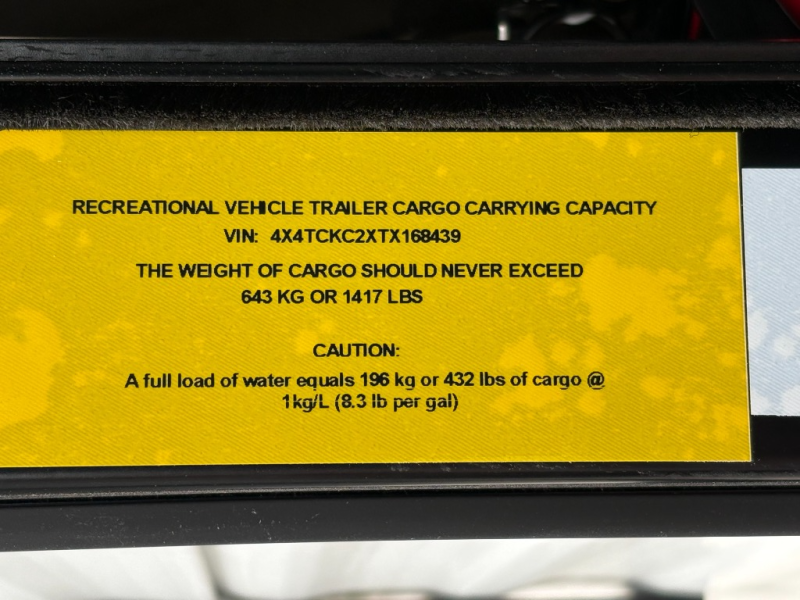 RECREATIONAL VEHICLE TRAILER CARGO CARRYING CAPACITY
VIN: 4X4TCKC2XTX168439
THE WEIGHT OF CARGO SHOULD NEVER EXCEED
643 KG OR 1417 LBS
CAUTION:
A full load of water equals 196 kg or 432 lbs of cargo @
1kg/L (8.3 lb per gal)